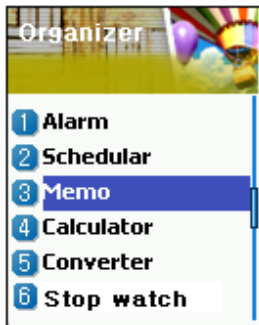 Organizer
1 Alarm
2 Schedular
3 Memo
4 Calculator
5 Converter
6 Stop watch